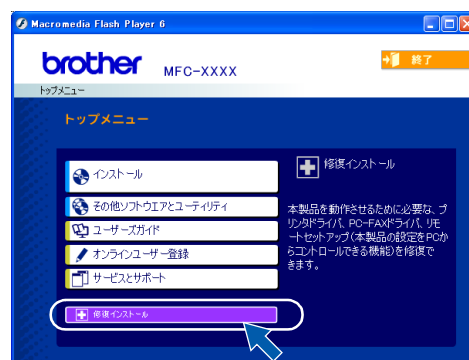 Macromedia Flash Player 6
brother MFC-XXXX
終了
トップメニュー
トップメニュー
インストール
その他ソフトウエアとユーティリティ
ユーザーズガイド
オンラインユーザー登録
サービスとサポート
修復インストール
修復インストール
本製品を動作させるために必要な、プ
リンタドライバ、PC-FAXドライバ、リモ
ートセットアップ(本製品の設定をPCか
らコントロールできる機能)を修復で
きます。